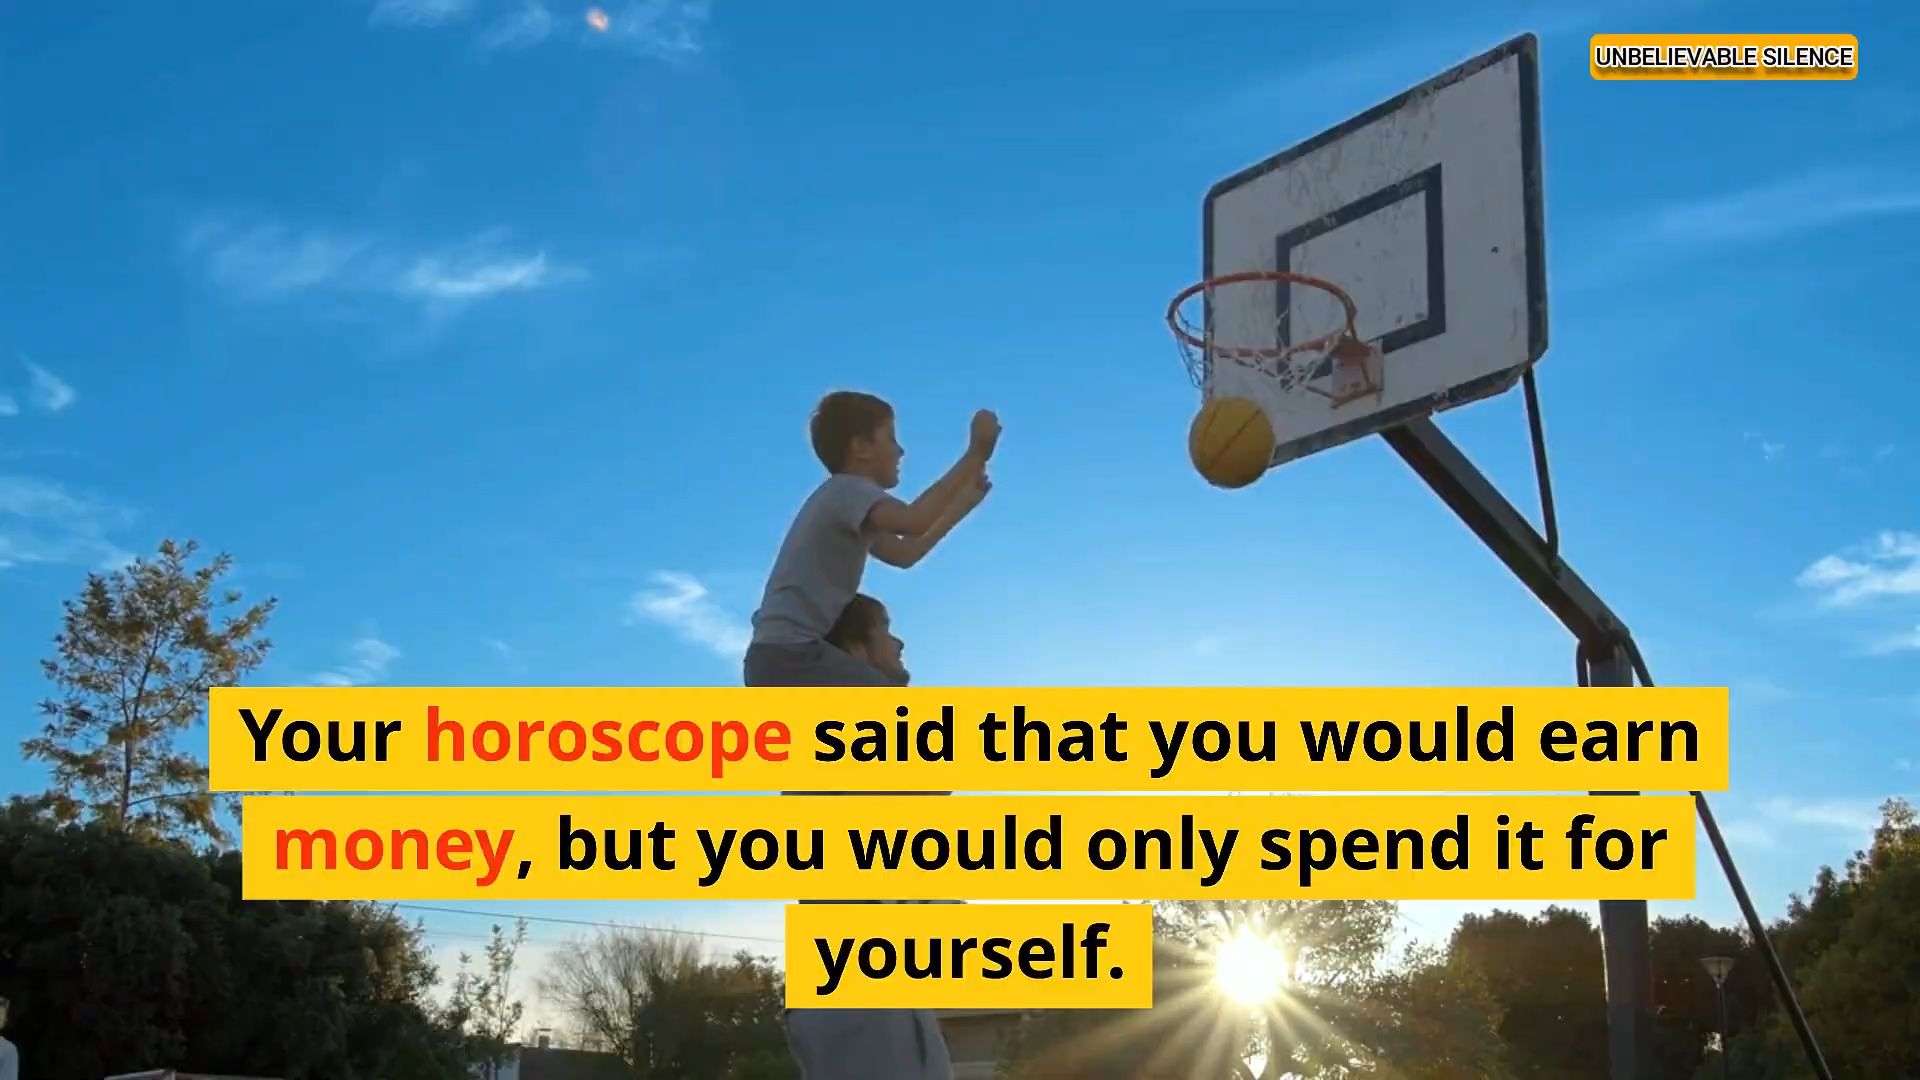 UNBELIEVABLE SILENCE
Your horoscope said that you would earn
money, but you would only spend it for
yourself.